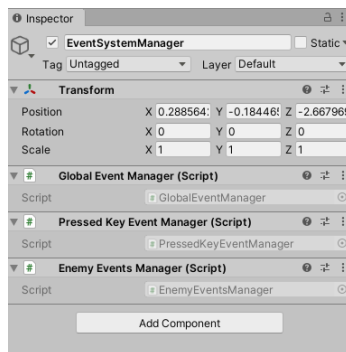 Inspector
EventSystemManager Static
Tag Untagged Layer Default
Transform
Position X 0.288564: Y -0.18446 Z -2.66796
Rotation X 0 Y 0 Z 0
Scale X 1 Y 1 Z 1
# Global Event Manager (Script)
Script # GlobalEventManager
# Pressed Key Event Manager (Script)
Script # PressedKeyEventManager
# Enemy Events Manager (Script)
Script # EnemyEventsManager
Add Component